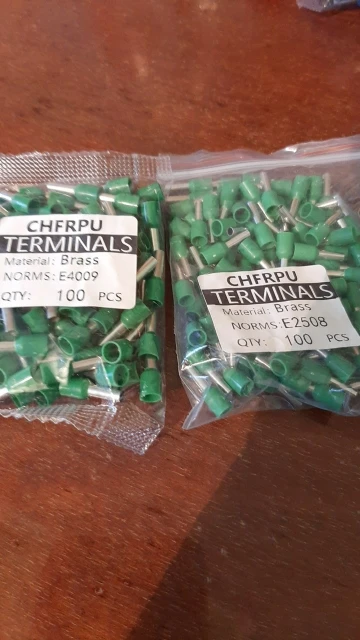 CHFRPU
TERMINALS
Material: Brass
NORMS: E4009
QTY: 100 PCS
CHFRPU
TERMINALS
Material: Brass
NORMS: E2508
QTY: 100 PCS